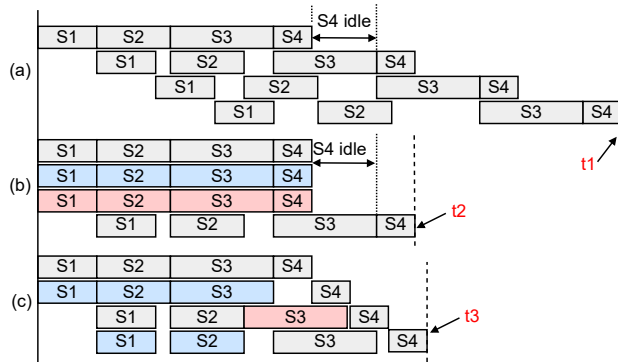 S4 idle
S1 S2 S3 S4
(a) S1 S2 S3 S4
S1 S2 S3 S4
S1 S2 S3 S4
t1
S1 S2 S3 S4 S4 idle
(b) S1 S2 S3 S4
S1 S2 S3 S4
S1 S2 S3 S4 t2
S1 S2 S3 S4
S1 S2 S3 S4
(c) S1 S2 S3 S4 t3
S1 S2 S3 S4